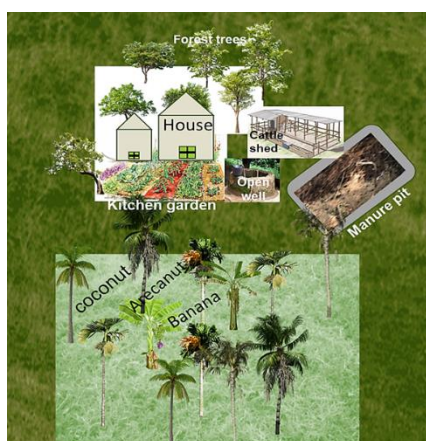 Forest trees
House
Cattle
shed
Open
well
Kitchen garden
Manure pit
coconut
Arecanut
Banana